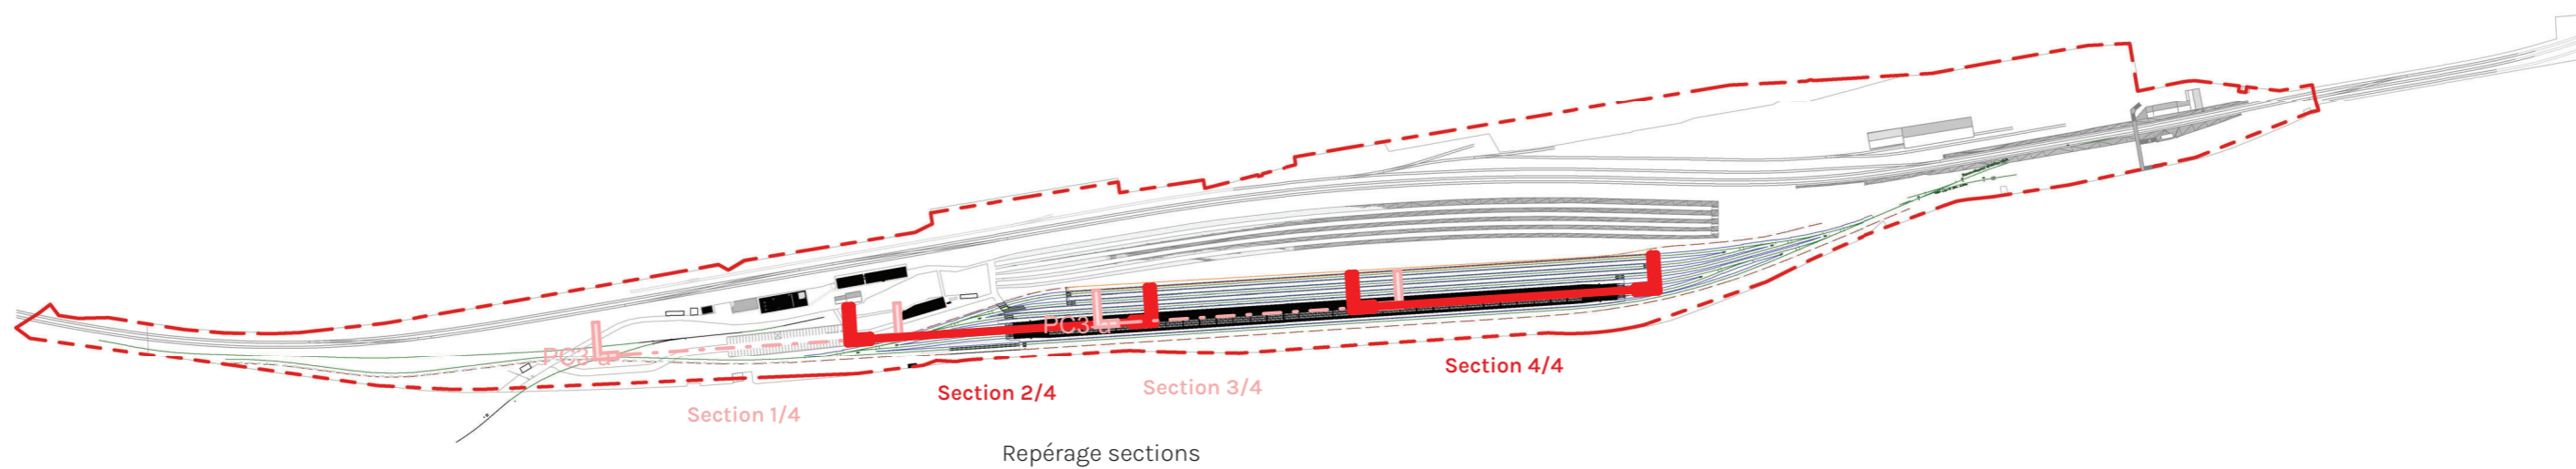 PC3-a
PC3-a
Section 4/4
Section 3/4
Section 2/4
Section 1/4
Repérage sections